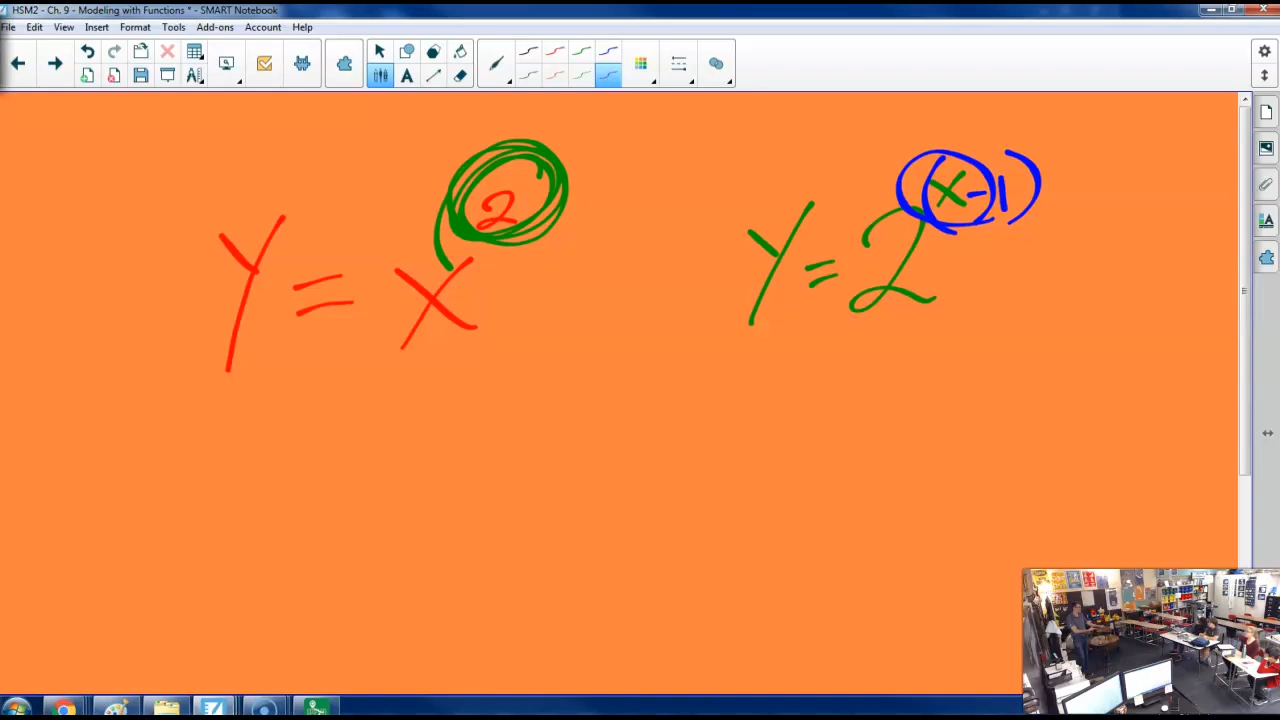 HSM2 - Ch. 9 - Modeling with Functions * - SMART Notebook
File Edit View Insert Format Tools Add-ons Account Help
Y = X² Y = 2^(X-1)